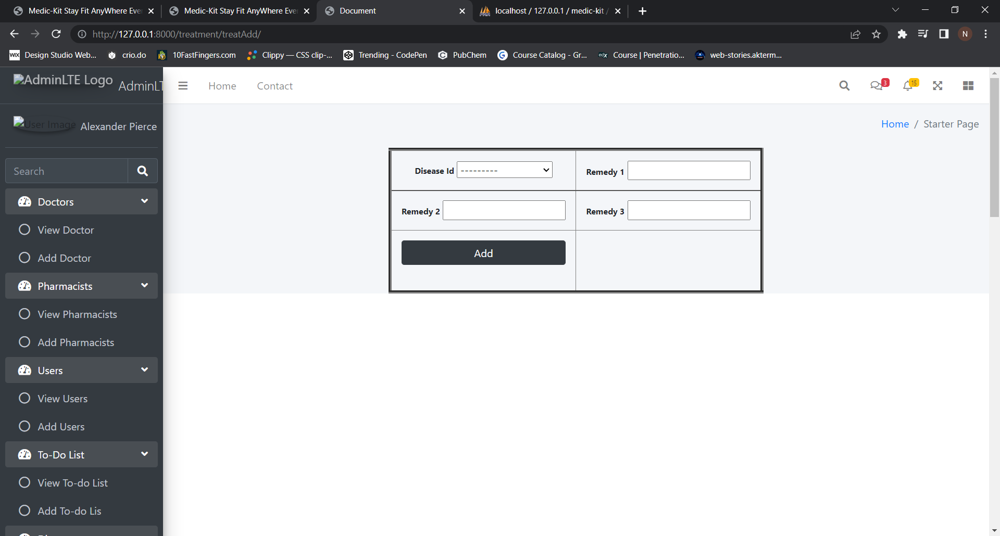 Medic-Kit Stay Fit AnyWhere Ever
Medic-Kit Stay Fit AnyWhere Eve
Document
localhost / 127.0.0.1 / medic-kit /
http://127.0.0.1:8000/treatment/treatAdd/
N
WIX Design Studio Web...
crio.do
10FastFingers.com
Clippy — CSS clip-...
Trending - CodePen
PubChem
G Course Catalog - Gr...
edX Course | Penetratio...
web-stories.akterm...
AdminLTE Logo
AdminLT
Home
Contact
3
15
User Image
Alexander Pierce
Home / Starter Page
Search
Disease Id ---------
Remedy 1
Remedy 2
Remedy 3
Add
Doctors
View Doctor
Add Doctor
Pharmacists
View Pharmacists
Add Pharmacists
Users
View Users
Add Users
To-Do List
View To-do List
Add To-do Lis